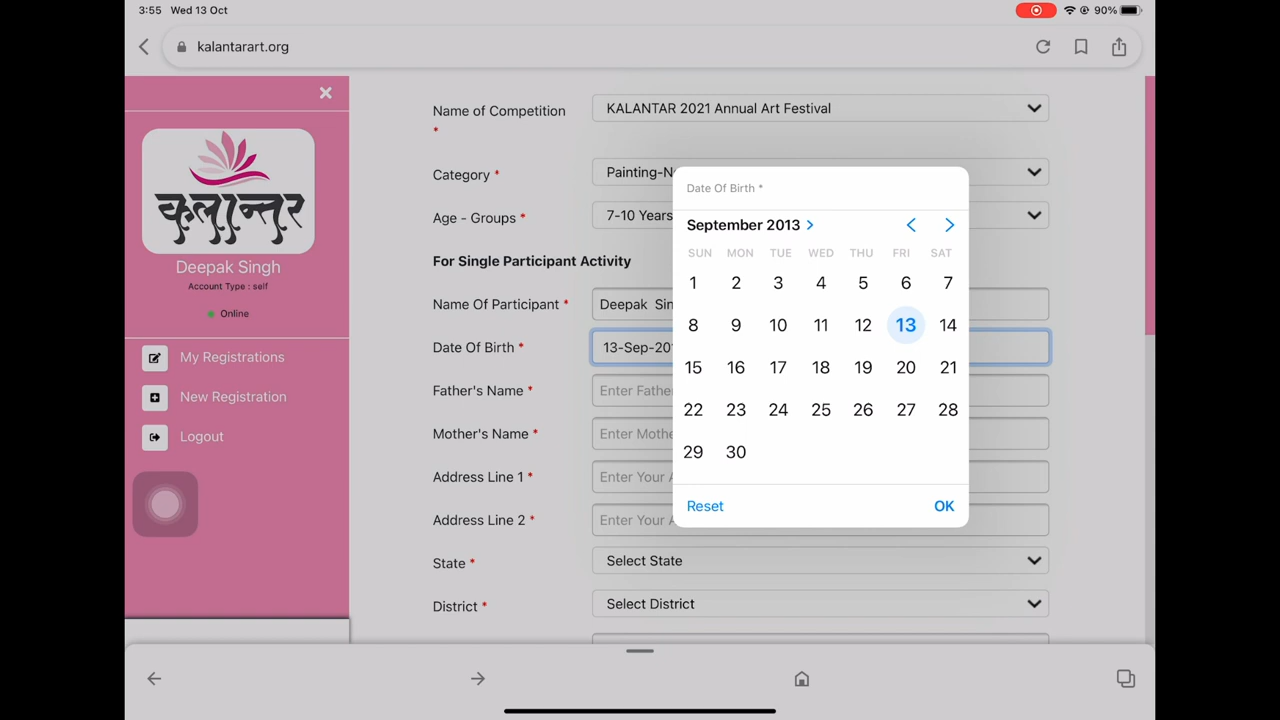 3:55 Wed 13 Oct
90%
kalantarart.org
कलान्तर
Deepak Singh
Account Type : self
Online
My Registrations
New Registration
Logout
Name of Competition *
KALANTAR 2021 Annual Art Festival
Category *
Painting-N
Age - Groups *
7-10 Years
For Single Participant Activity
Name Of Participant *
Deepak Sin
Date Of Birth *
13-Sep-201
Father's Name *
Enter Fathe
Mother's Name *
Enter Mothe
Address Line 1 *
Enter Your A
Address Line 2 *
Enter Your A
State *
Select State
District *
Select District
Date Of Birth *
September 2013
SUN MON TUE WED THU FRI SAT
1 2 3 4 5 6 7
8 9 10 11 12 13 14
15 16 17 18 19 20 21
22 23 24 25 26 27 28
29 30
Reset OK